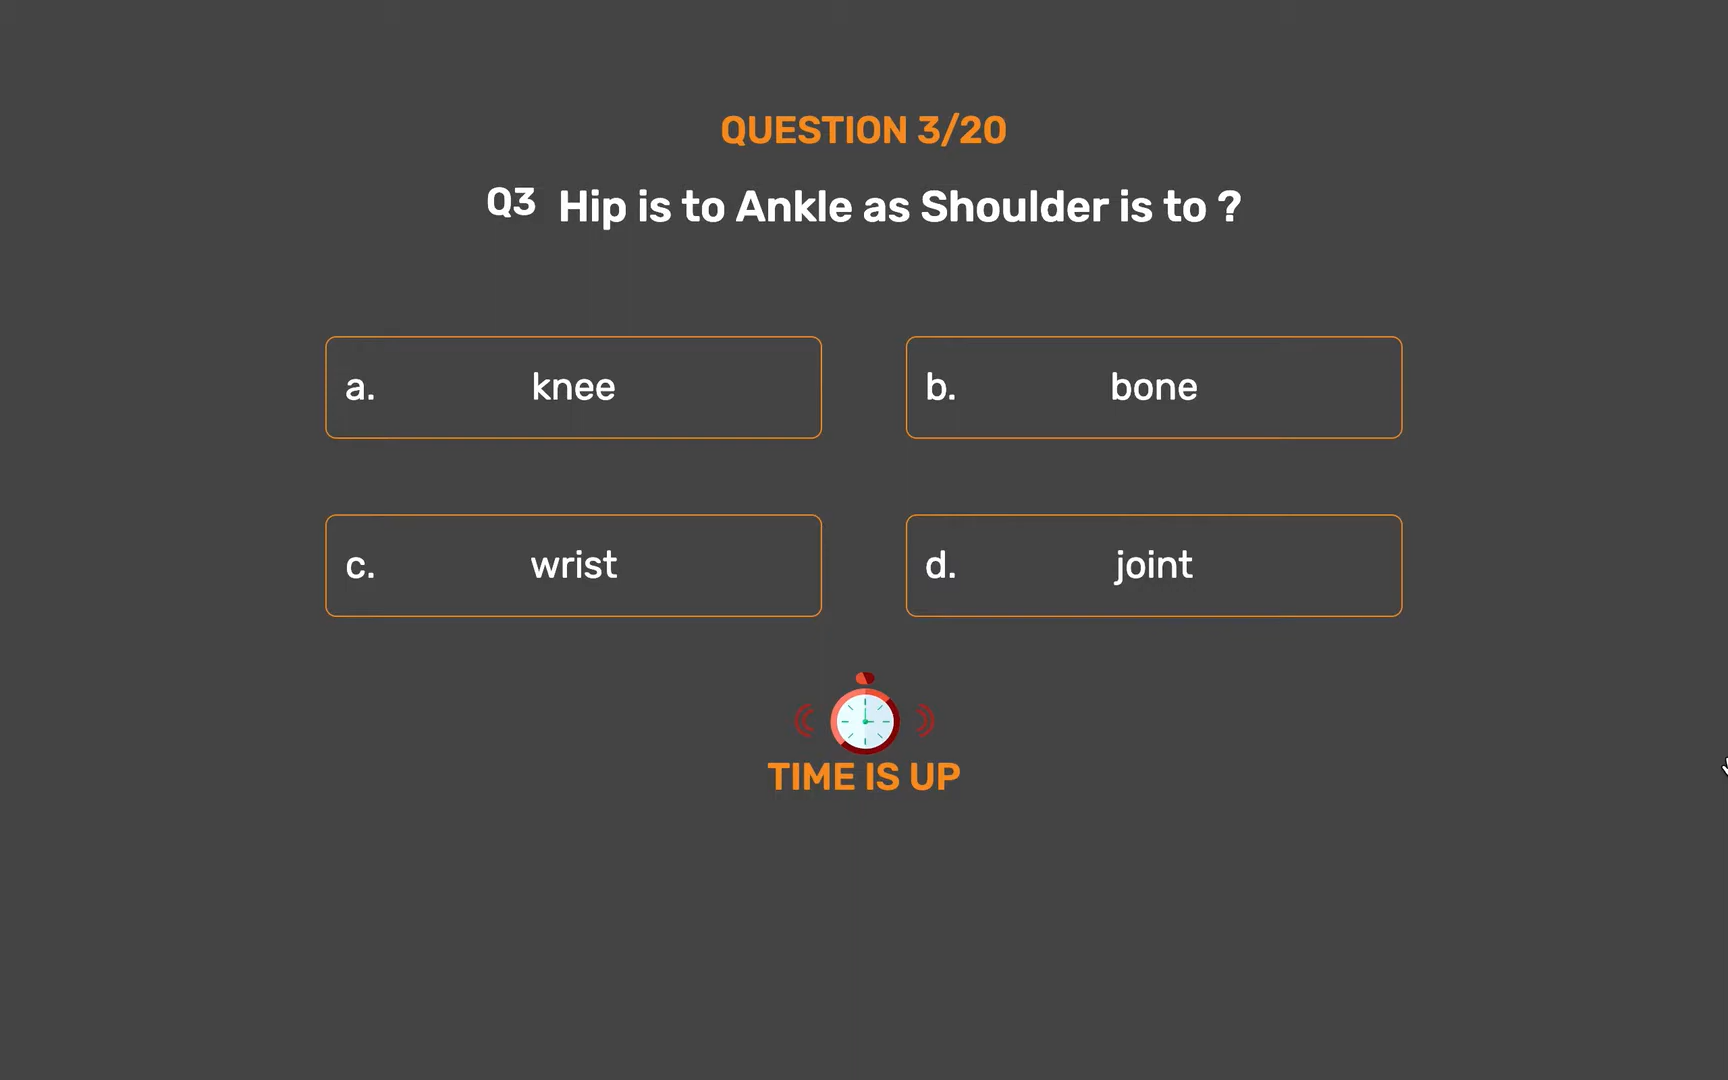 QUESTION 3/20
Q3 Hip is to Ankle as Shoulder is to ?
a. knee
b. bone
c. wrist
d. joint
TIME IS UP